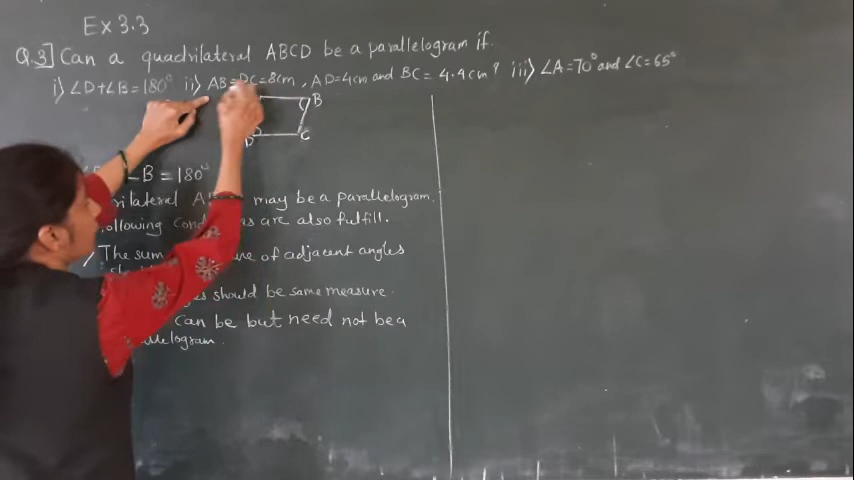 Ex 3.3
Q.3] Can a quadrilateral ABCD be a parallelogram if
i) ∠D+∠B=180° ii) AB=DC=8cm, AD=4cm and BC=4.4cm? iii) ∠A=70° and ∠C=65°
B
D C
B=180°
may be a parallelogram.
are also fulfill.
The sum of adjacent angles
should be same measure.
Can be but need not be a